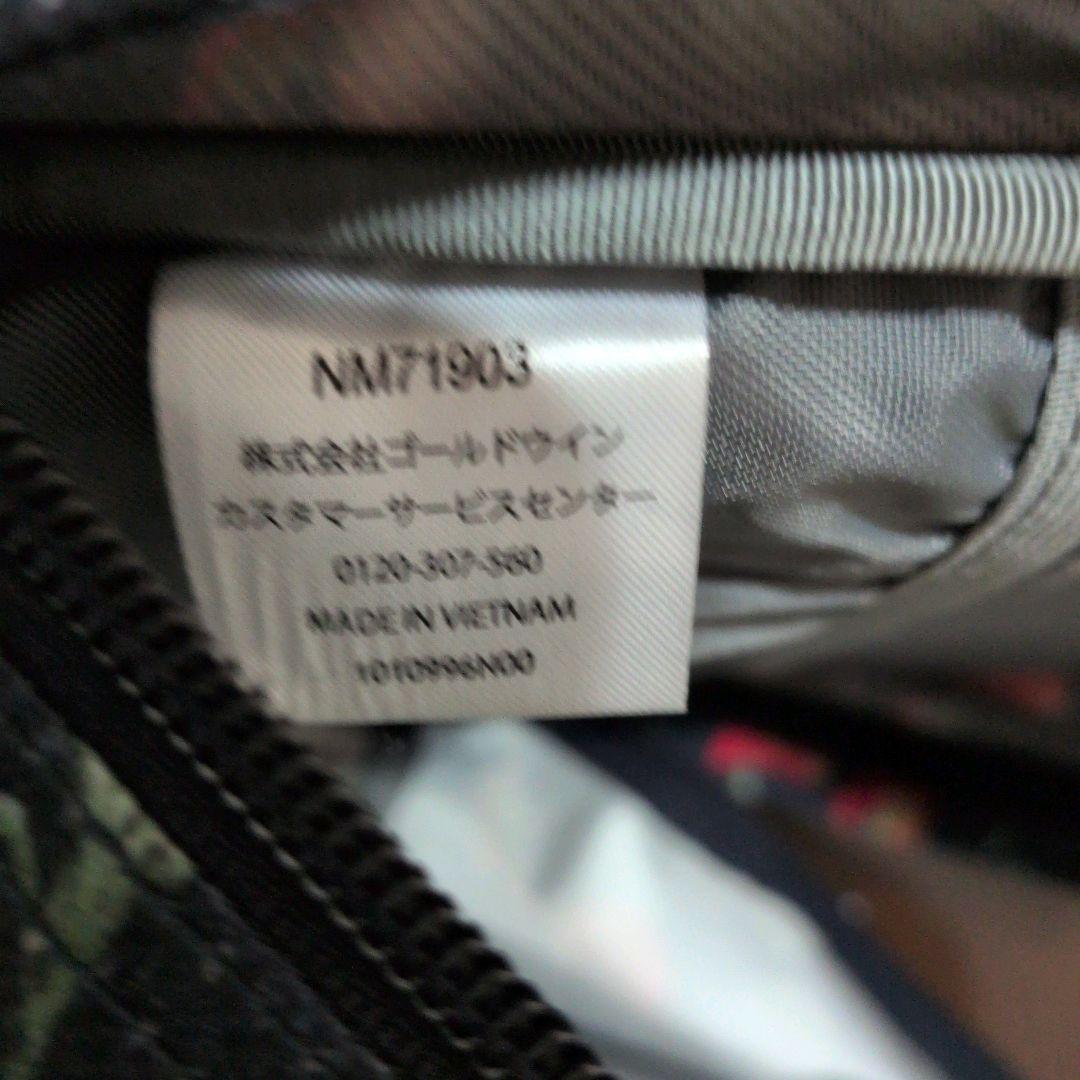 NM71903
株式会社ゴールドウイン
カスタマーサービスセンター
0120-307-560
MADE IN VIETNAM
1010996N00